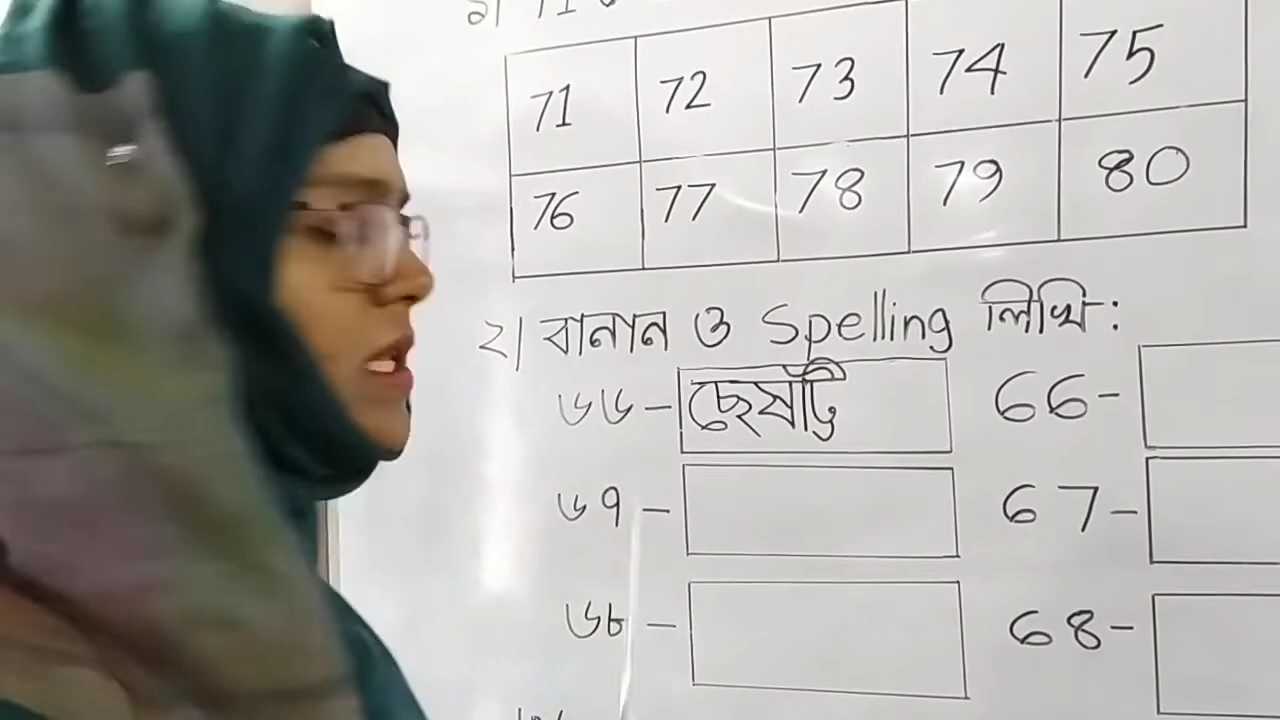 71 72 73 74 75
76 77 78 79 80
২| বানান ও Spelling লিখি:
৬৬- ছেষট্টি 66-
৬৭- 67-
৬৮- 68-